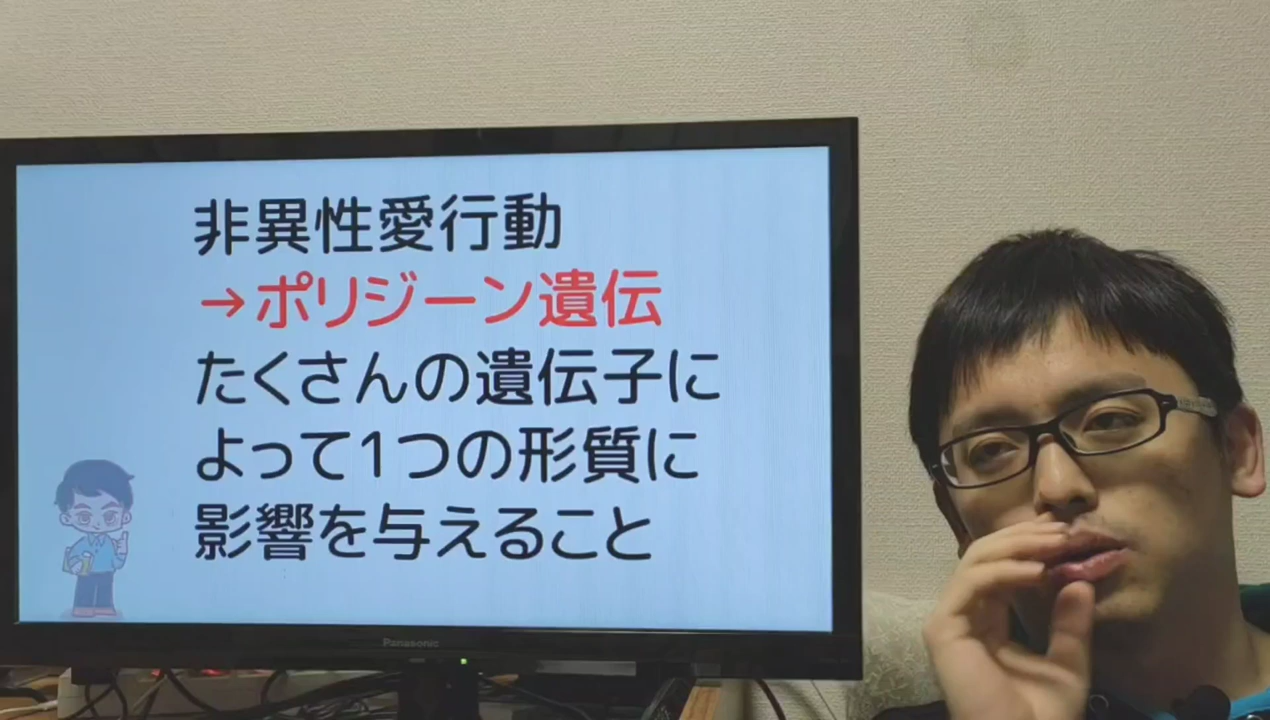 非異性愛行動
→ポリジーン遺伝
たくさんの遺伝子に
よって1つの形質に
影響を与えること
Panasonic